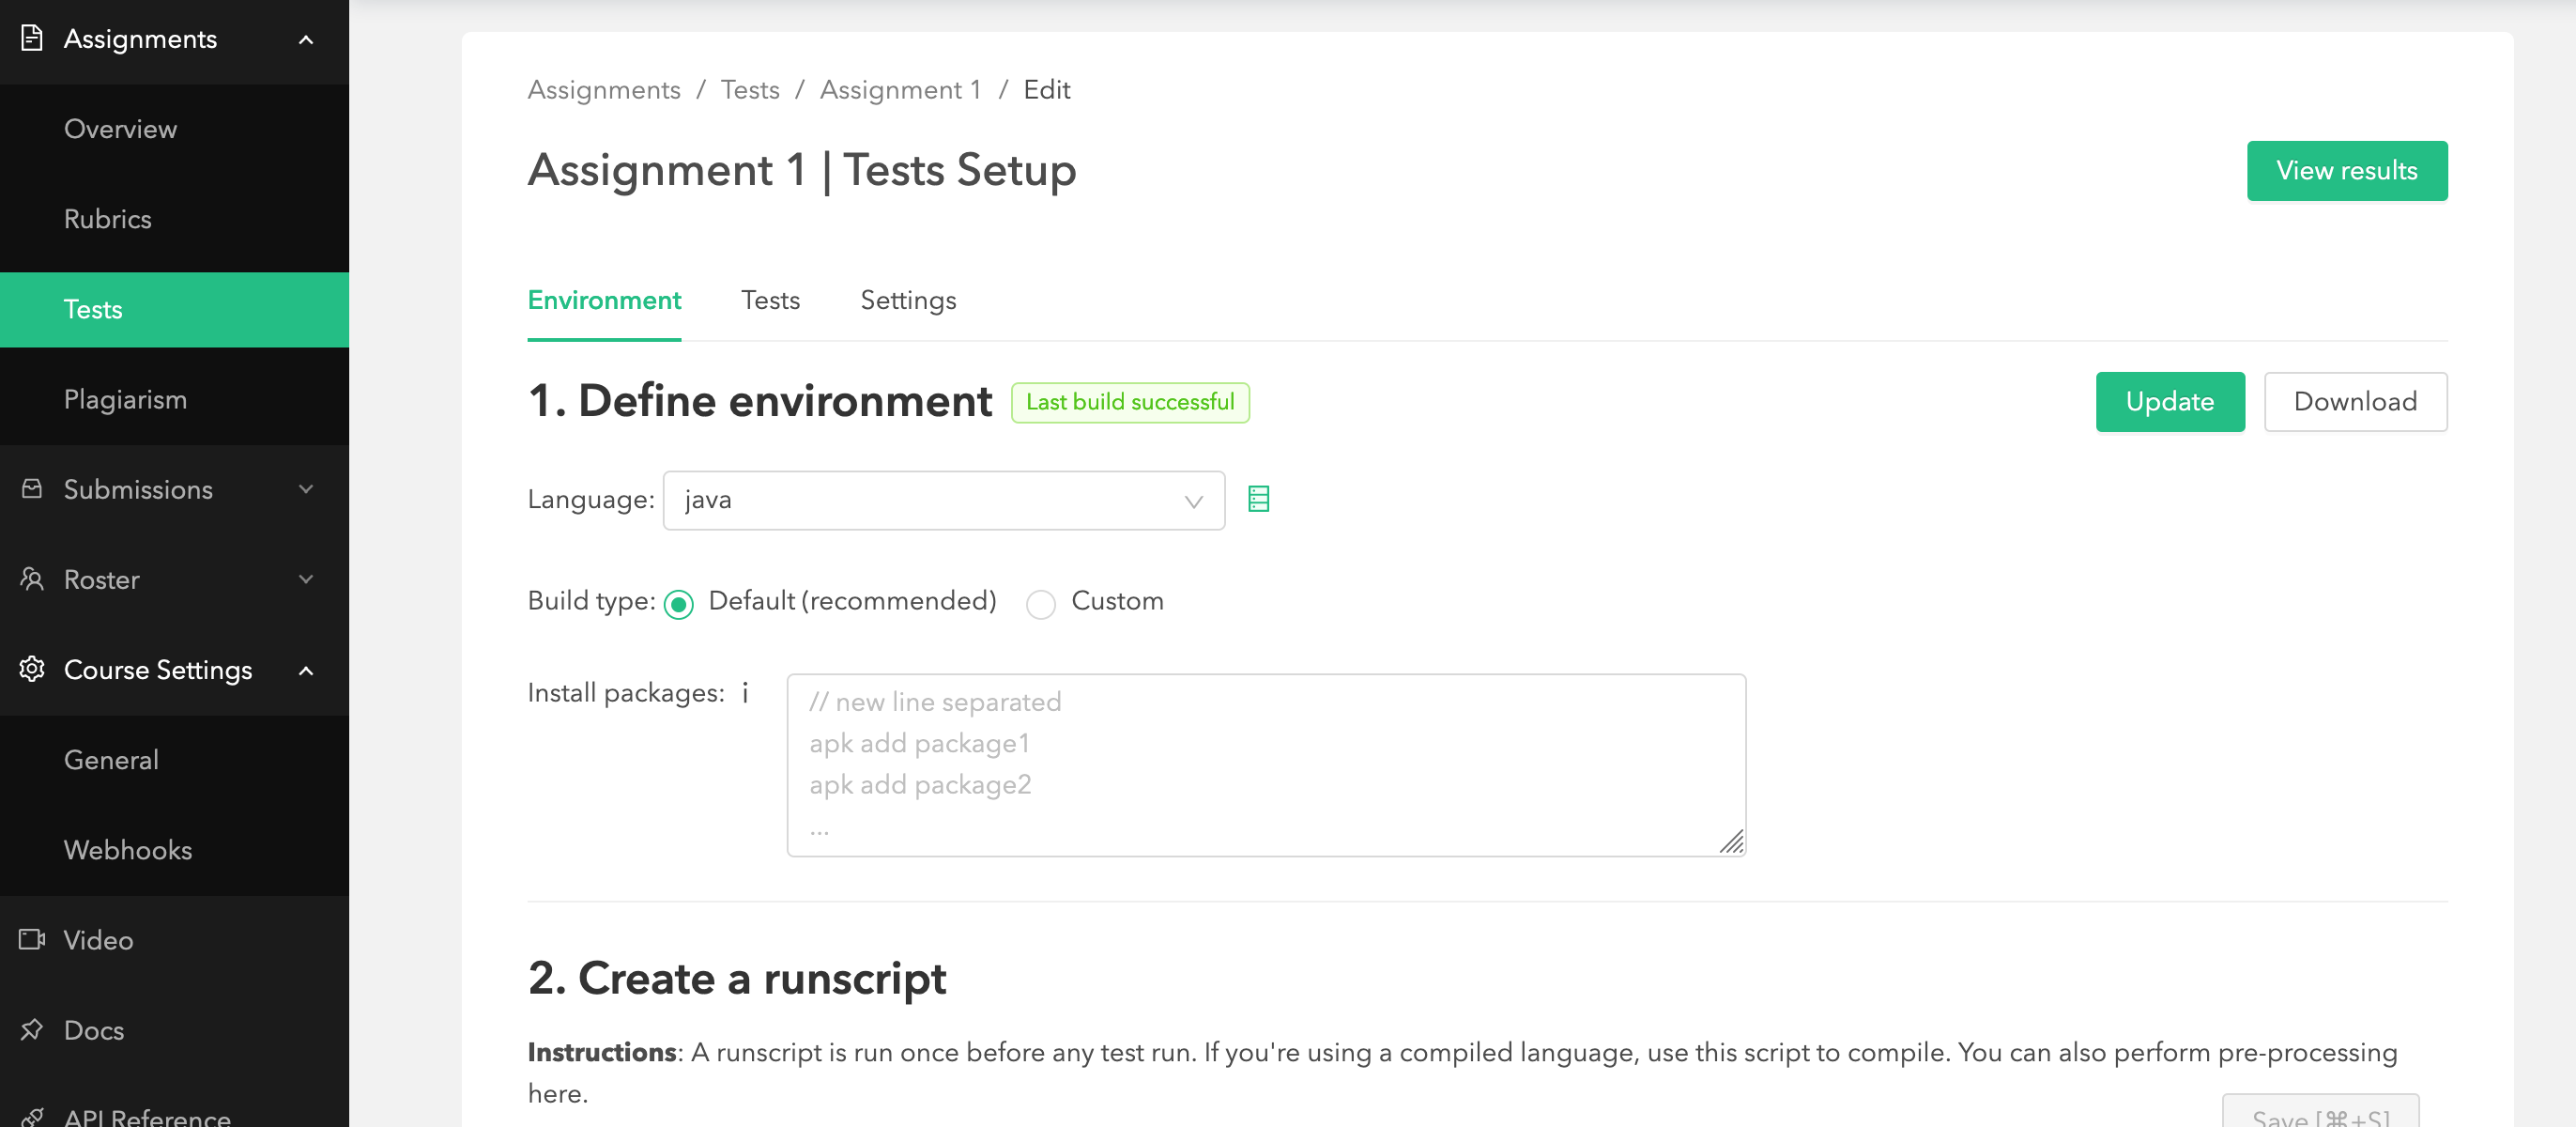 Assignments
Overview
Rubrics
Tests
Plagiarism
Submissions
Roster
Course Settings
General
Webhooks
Video
Docs
API Reference
Assignments / Tests / Assignment 1 / Edit
Assignment 1 | Tests Setup
View results
Environment Tests Settings
1. Define environment Last build successful
Update Download
Language: java
Build type: Default (recommended) Custom
Install packages: i
// new line separated
apk add package1
apk add package2
...
2. Create a runscript
Instructions: A runscript is run once before any test run. If you're using a compiled language, use this script to compile. You can also perform pre-processing
here.
Save [⌘+S]